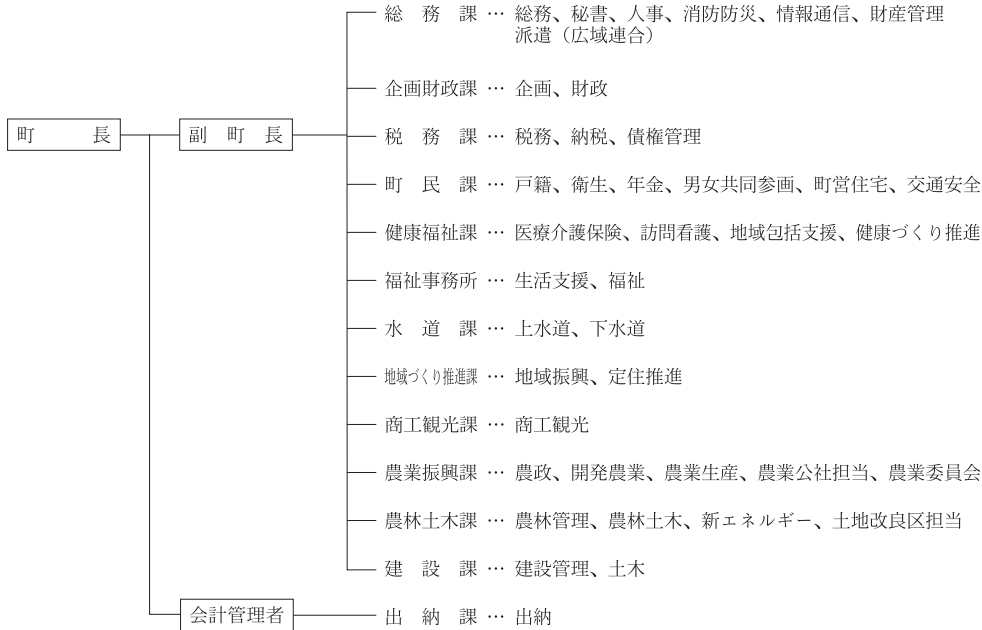 総　務　課 … 総務、秘書、人事、消防防災、情報通信、財産管理
派遣（広域連合）
企画財政課 … 企画、財政
町　　　長
副　町　長
税　務　課 … 税務、納税、債権管理
町　民　課 … 戸籍、衛生、年金、男女共同参画、町営住宅、交通安全
健康福祉課 … 医療介護保険、訪問看護、地域包括支援、健康づくり推進
福祉事務所 … 生活支援、福祉
水　道　課 … 上水道、下水道
地域づくり推進課 … 地域振興、定住推進
商工観光課 … 商工観光
農業振興課 … 農政、開発農業、農業生産、農業公社担当、農業委員会
農林土木課 … 農林管理、農林土木、新エネルギー、土地改良区担当
建　設　課 … 建設管理、土木
会計管理者
出　納　課 … 出納